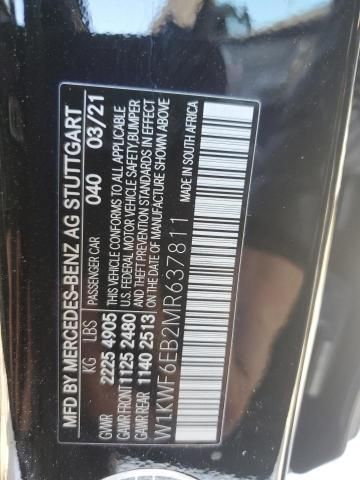 MFD BY MERCEDES-BENZ AG STUTTGART
PASSENGER CAR 040 03/21
KG LBS
GVWR 2225 4905
GAWR FRONT 1125 2480
GAWR REAR 1140 2513
THIS VEHICLE CONFORMS TO ALL APPLICABLE
U.S. FEDERAL MOTOR VEHICLE SAFETY, BUMPER
AND THEFT PREVENTION STANDARDS IN EFFECT
ON THE DATE OF MANUFACTURE SHOWN ABOVE
W1KWF6EB2MR637811
MADE IN SOUTH AFRICA